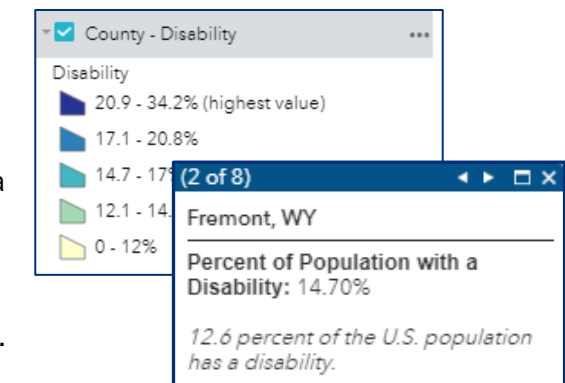 County - Disability
Disability
20.9 - 34.2% (highest value)
17.1 - 20.8%
14.7 - 17
12.1 - 14.
0 - 12%
a
.
(2 of 8)
Fremont, WY
Percent of Population with a
Disability: 14.70%
12.6 percent of the U.S. population
has a disability.